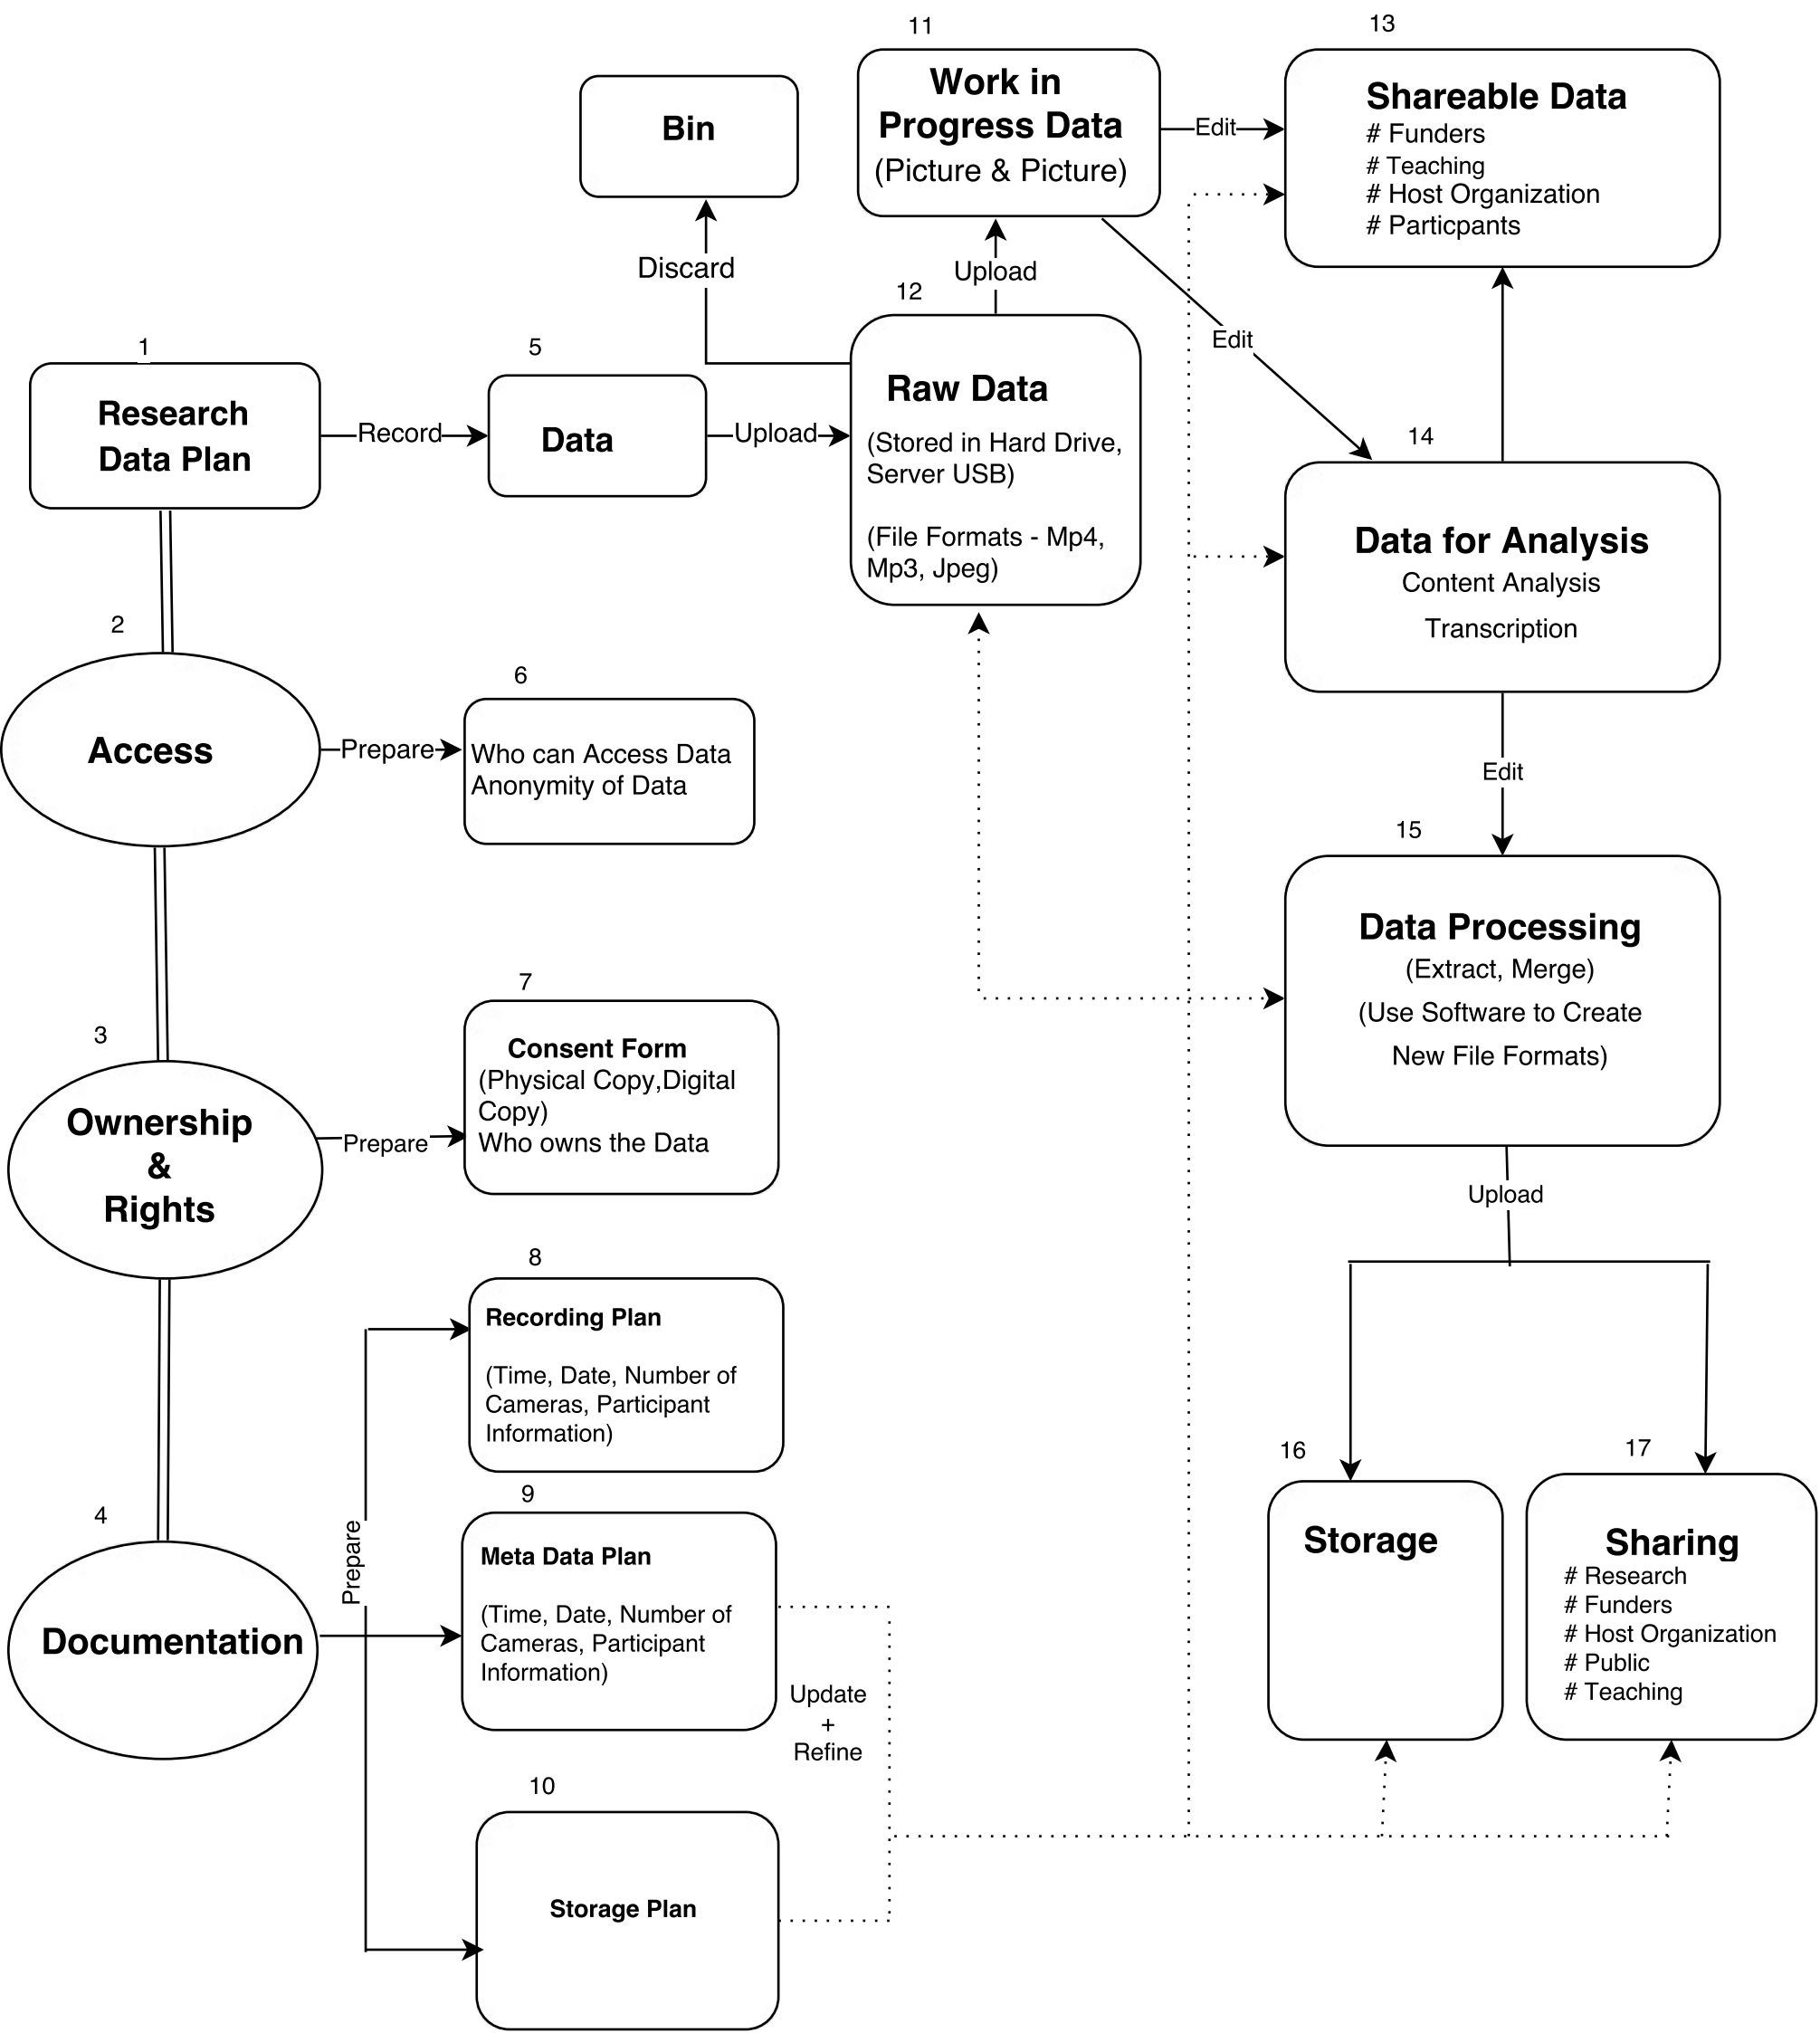 11
13
Bin
Work in
Progress Data
(Picture & Picture)
Edit
Shareable Data
# Funders
# Teaching
# Host Organization
# Particpants
Discard
Upload
12
Edit
1
Research
Data Plan
Record
5
Data
Upload
Raw Data
(Stored in Hard Drive,
Server USB)
(File Formats - Mp4,
Mp3, Jpeg)
14
Data for Analysis
Content Analysis
Transcription
2
Access
Prepare
6
Who can Access Data
Anonymity of Data
Edit
15
Data Processing
(Extract, Merge)
(Use Software to Create
New File Formats)
3
Ownership
&
Rights
Prepare
7
Consent Form
(Physical Copy,Digital
Copy)
Who owns the Data
Upload
8
Recording Plan
(Time, Date, Number of
Cameras, Participant
Information)
4
Documentation
Prepare
9
Meta Data Plan
(Time, Date, Number of
Cameras, Participant
Information)
Update
+
Refine
16
Storage
17
Sharing
# Research
# Funders
# Host Organization
# Public
# Teaching
10
Storage Plan